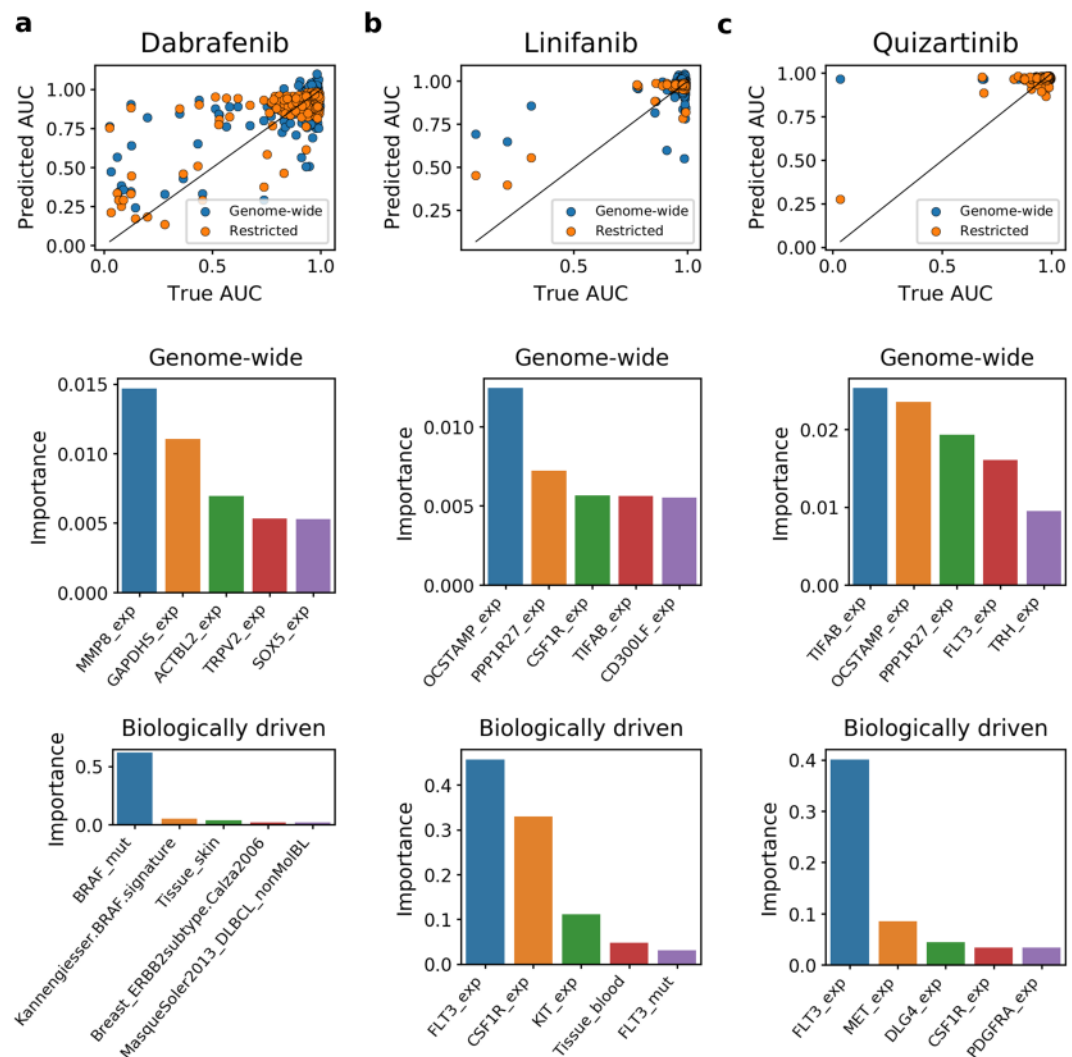 a
Dabrafenib
Predicted AUC
1.00
0.75
0.50
0.25
0.00
Genome-wide
Restricted
0.0
0.5
1.0
True AUC
b
Linifanib
Predicted AUC
1.00
0.75
0.50
0.25
Genome-wide
Restricted
0.5
1.0
True AUC
c
Quizartinib
Predicted AUC
1.00
0.75
0.50
0.25
0.00
Genome-wide
Restricted
0.0
0.5
1.0
True AUC
Genome-wide
Importance
0.015
0.010
0.005
0.000
MMP8_exp
GAPDHS_exp
ACTBL2_exp
TRPV2_exp
SOX5_exp
Genome-wide
Importance
0.010
0.005
0.000
OCSTAMP_exp
PPP1R27_exp
CSF1R_exp
TIFAB_exp
CD300LF_exp
Genome-wide
Importance
0.02
0.01
0.00
TIFAB_exp
OCSTAMP_exp
PPP1R27_exp
FLT3_exp
TRH_exp
Biologically driven
Importance
0.5
0.0
BRAF_mut
Kannengiesser.BRAF.signature
Tissue_skin
Breast_ERBB2subtype.Calza2006
MasqueSoler2013_DLBCL_nonMolBL
Biologically driven
Importance
0.4
0.3
0.2
0.1
0.0
FLT3_exp
CSF1R_exp
KIT_exp
Tissue_blood
FLT3_mut
Biologically driven
Importance
0.4
0.3
0.2
0.1
0.0
FLT3_exp
MET_exp
DLG4_exp
CSF1R_exp
PDGFRA_exp